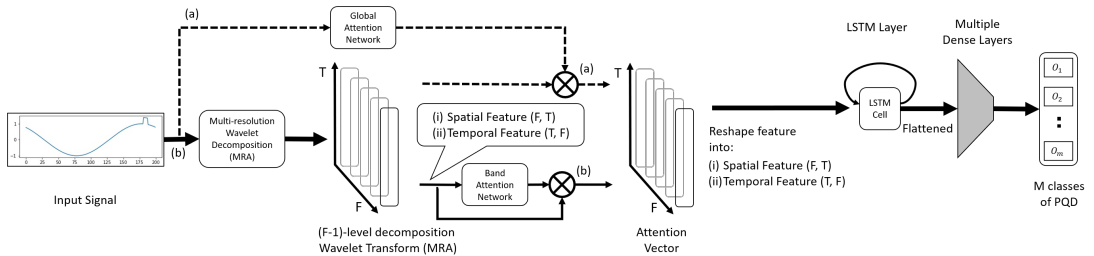 (a)
Global
Attention
Network
LSTM Layer
Multiple
Dense Layers
T
(a)
T
(i) Spatial Feature (F, T)
(ii) Temporal Feature (T, F)
1
0
−1
0
25
50
75
100
125
150
175
200
(b)
Multi-resolution
Wavelet
Decomposition
(MRA)
Input Signal
F
Band
Attention
Network
(b)
F
(F-1)-level decomposition
Wavelet Transform (MRA)
Attention
Vector
Reshape feature
into:
(i) Spatial Feature (F, T)
(ii) Temporal Feature (T, F)
LSTM
Cell
Flattened
O1
O2
Om
M classes
of PQD